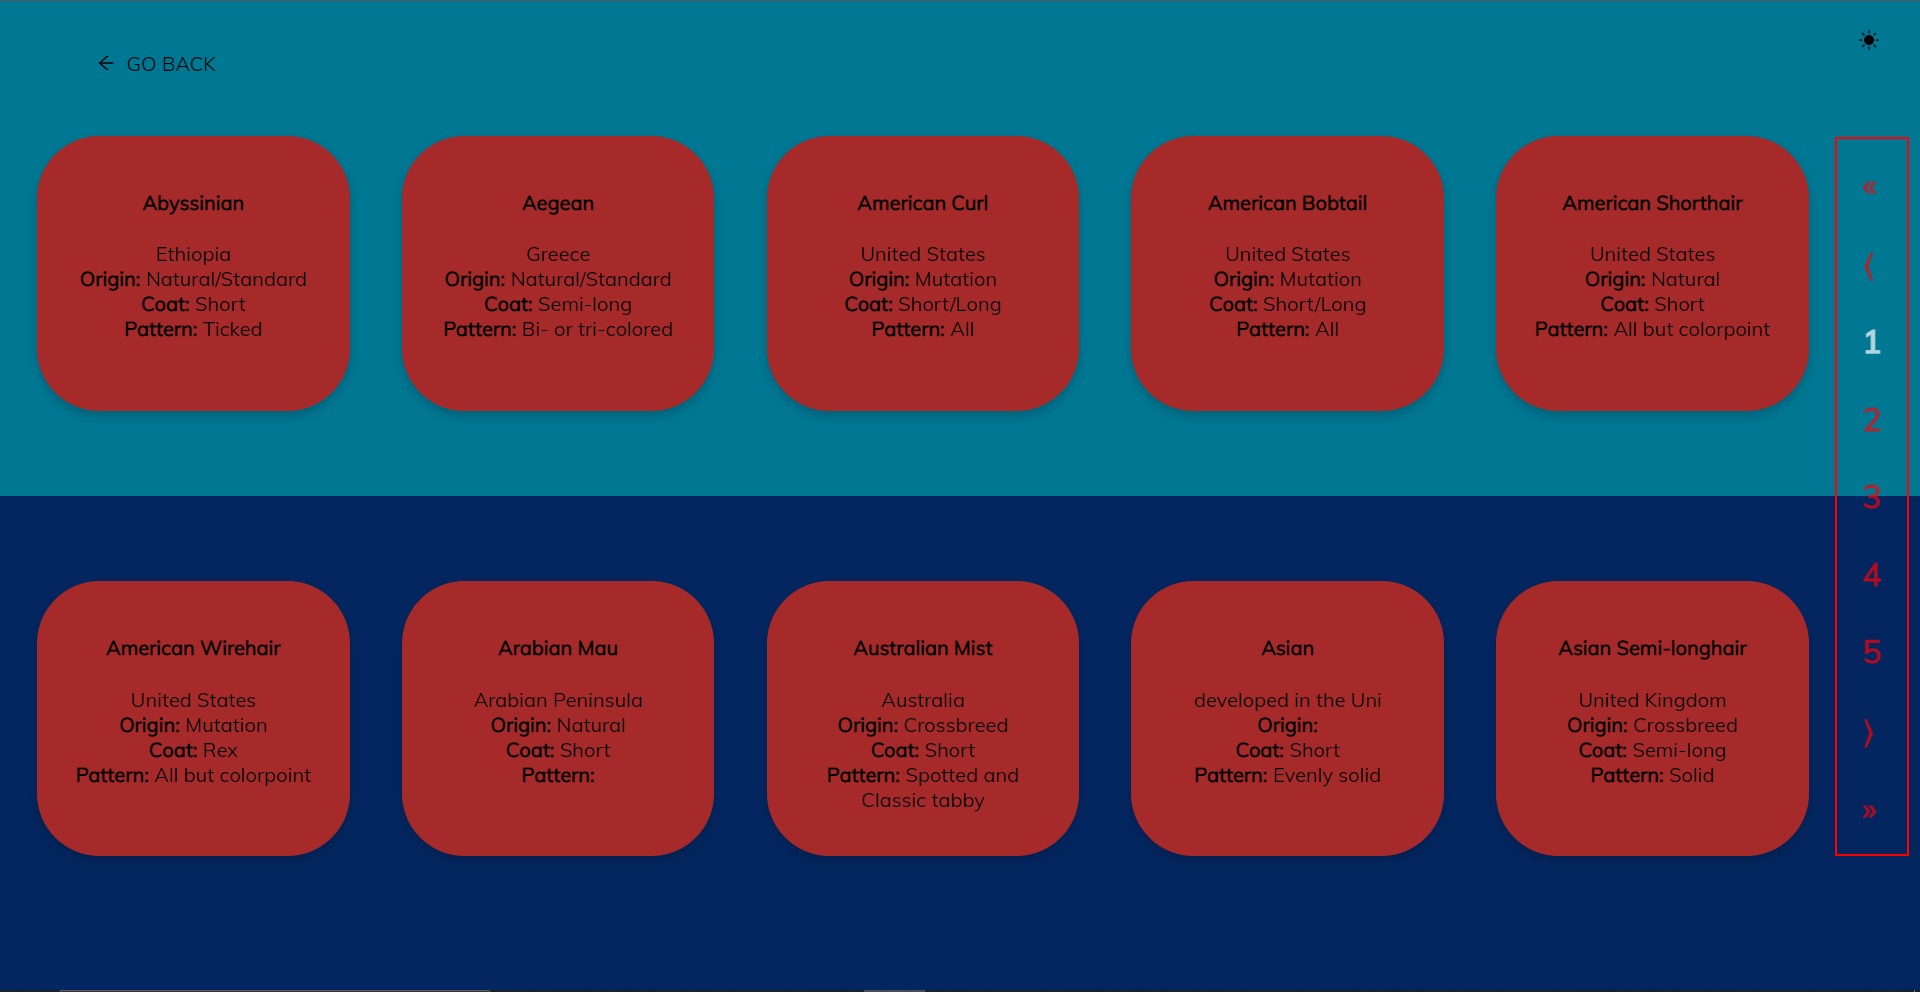 GO BACK
Abyssinian
Ethiopia
Origin: Natural/Standard
Coat: Short
Pattern: Ticked
Aegean
Greece
Origin: Natural/Standard
Coat: Semi-long
Pattern: Bi- or tri-colored
American Curl
United States
Origin: Mutation
Coat: Short/Long
Pattern: All
American Bobtail
United States
Origin: Mutation
Coat: Short/Long
Pattern: All
American Shorthair
United States
Origin: Natural
Coat: Short
Pattern: All but colorpoint
American Wirehair
United States
Origin: Mutation
Coat: Rex
Pattern: All but colorpoint
Arabian Mau
Arabian Peninsula
Origin: Natural
Coat: Short
Pattern:
Australian Mist
Australia
Origin: Crossbreed
Coat: Short
Pattern: Spotted and
Classic tabby
Asian
developed in the Uni
Origin:
Coat: Short
Pattern: Evenly solid
Asian Semi-longhair
United Kingdom
Origin: Crossbreed
Coat: Semi-long
Pattern: Solid
«
⟨
1
2
3
4
5
⟩
»